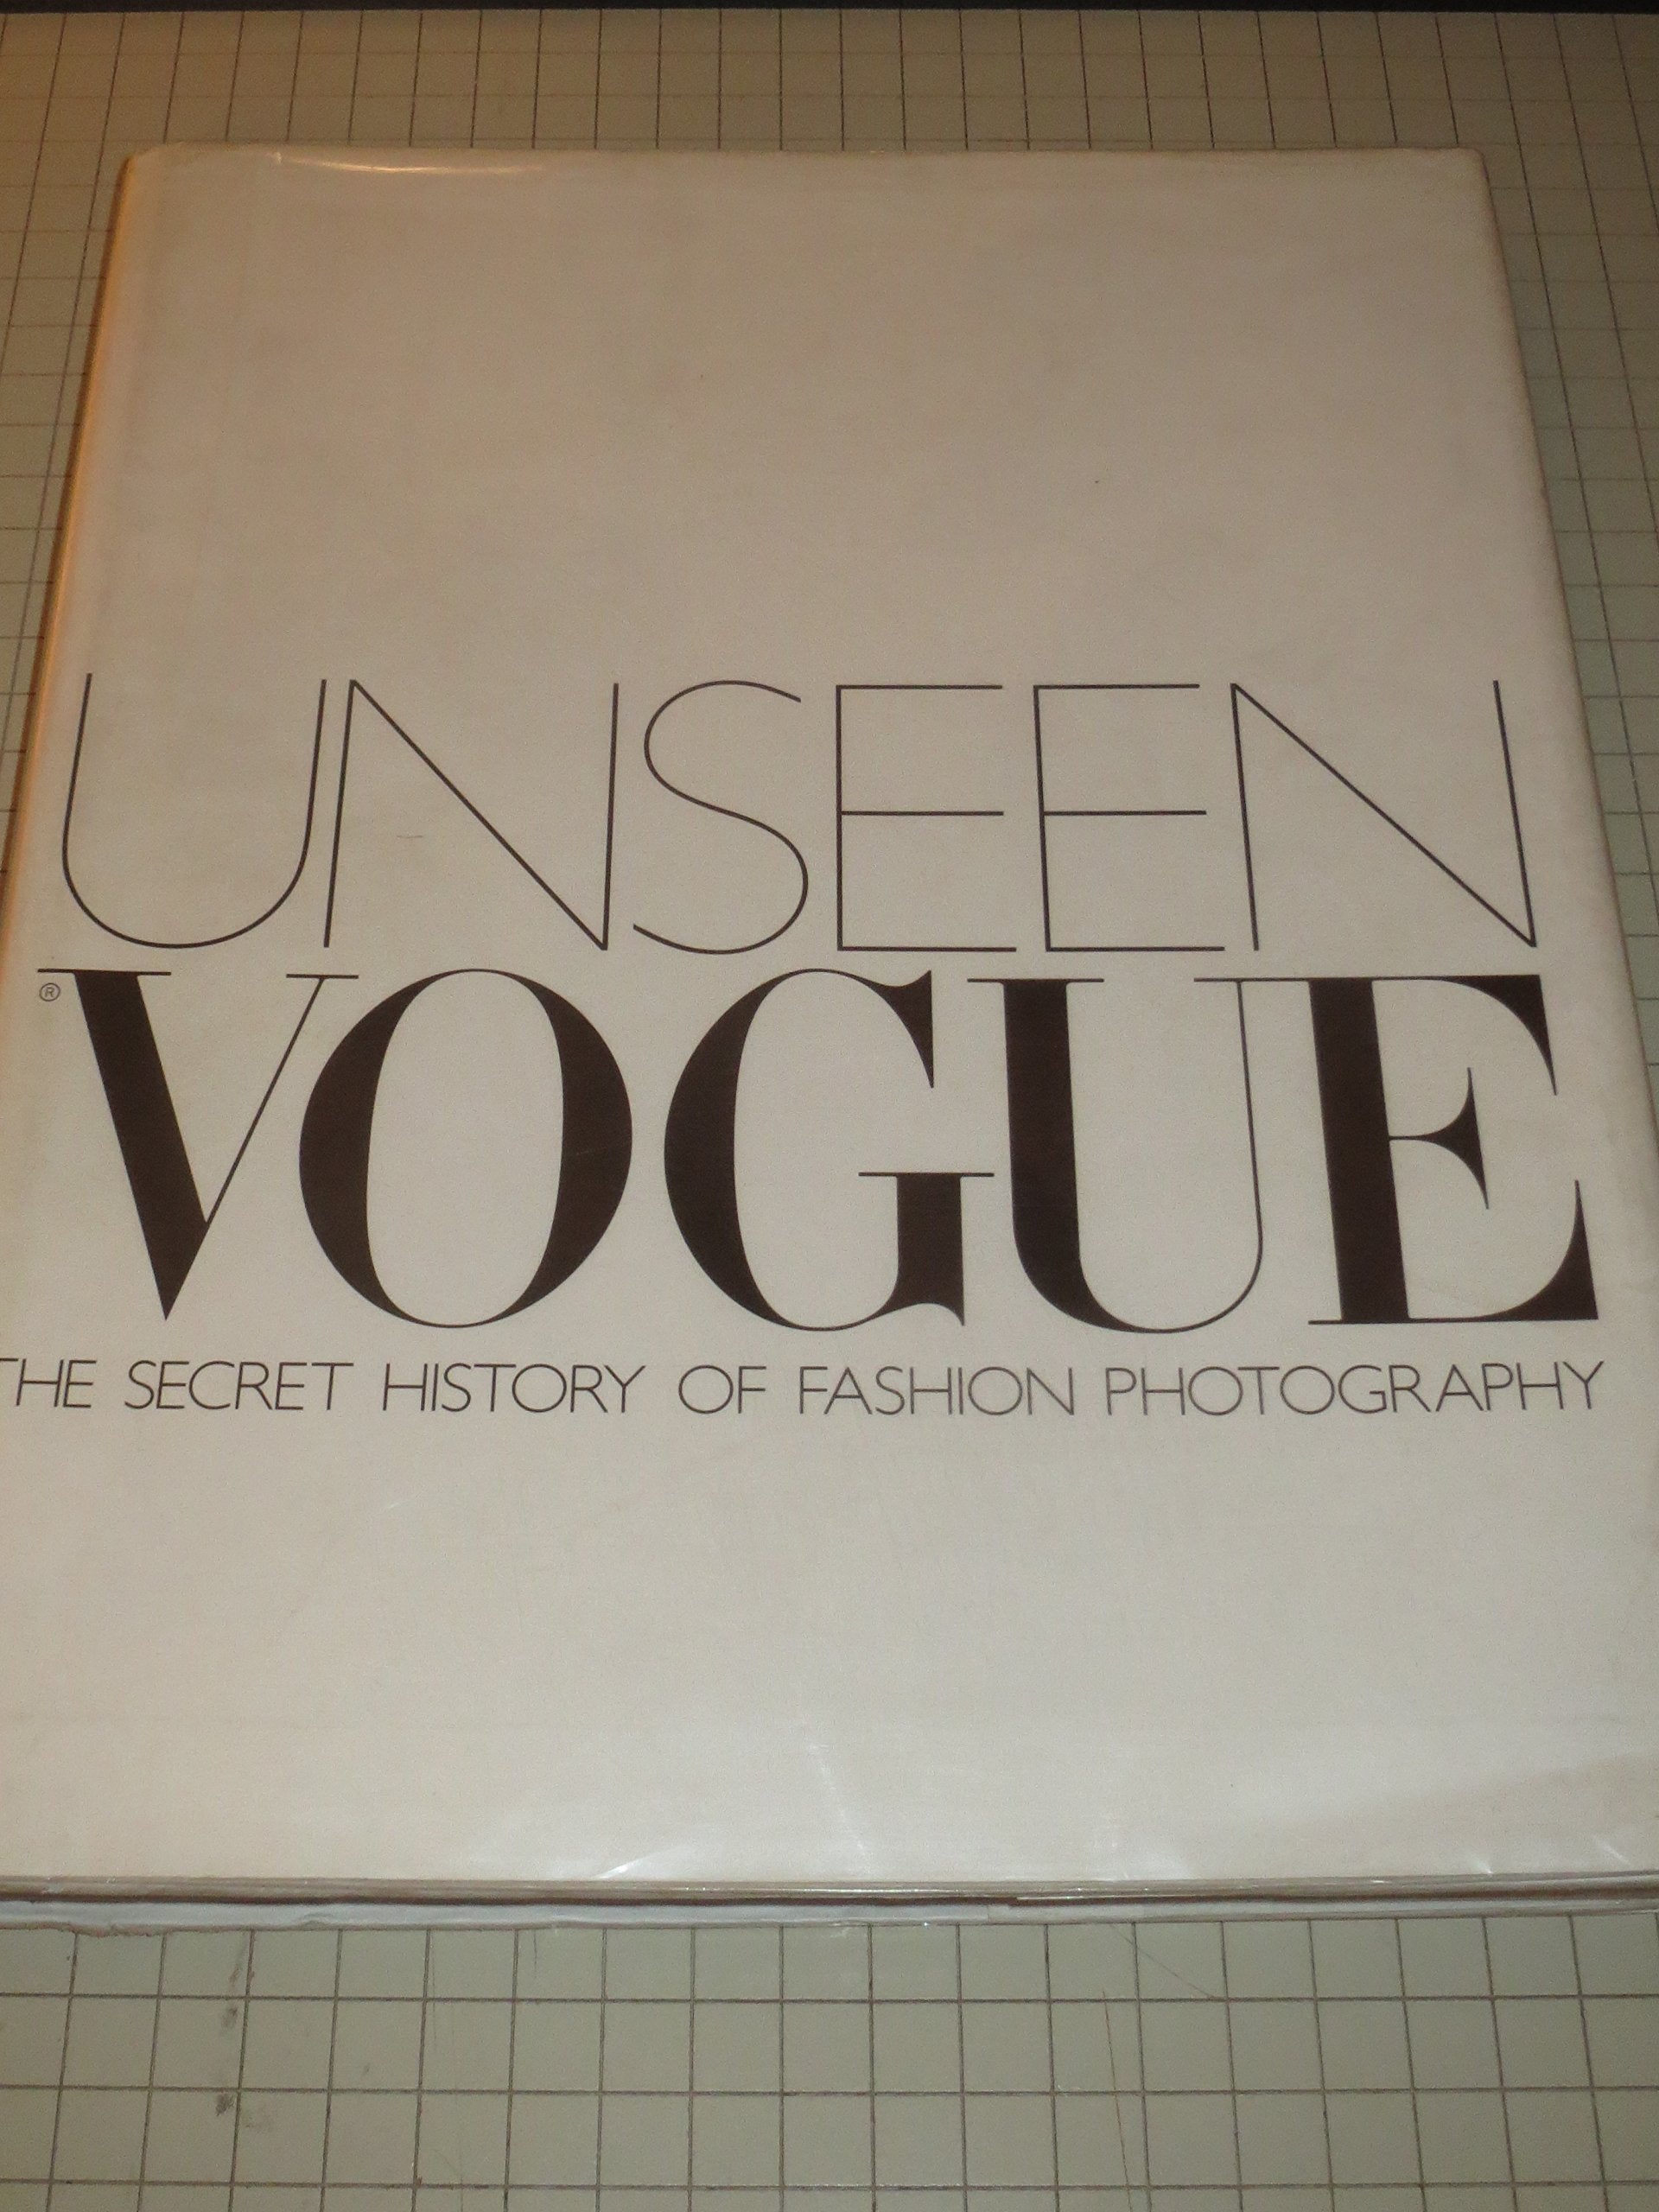 UNSEEN
® VOGUE
THE SECRET HISTORY OF FASHION PHOTOGRAPHY